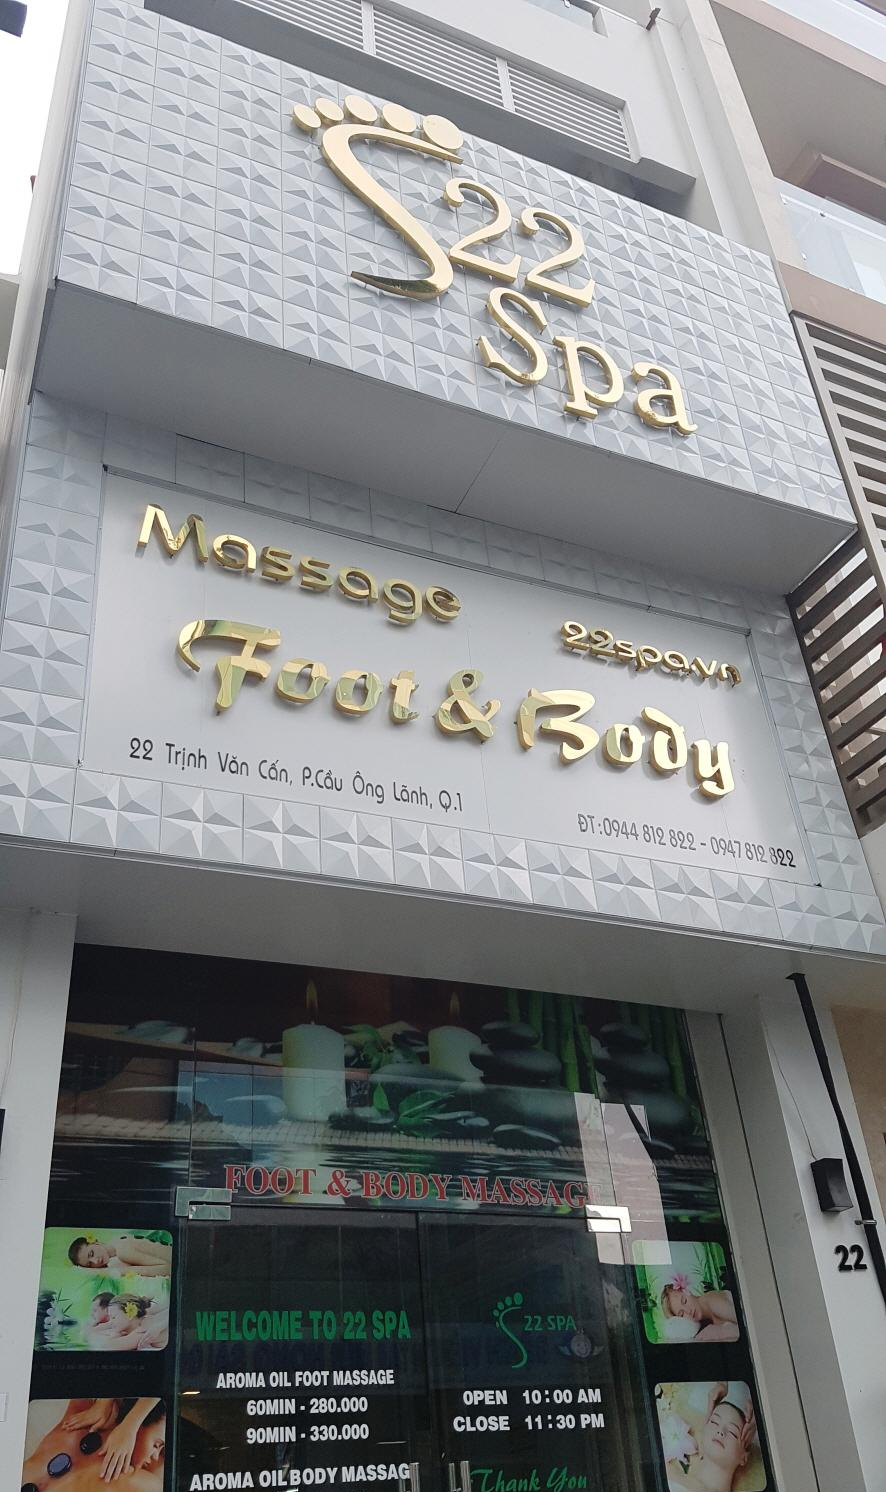 22
Spa
Massage
22spa.vn
Foot & Body
22 Trịnh Văn Cấn, P.Cầu Ông Lãnh, Q.1
ĐT:0944 812 822 - 0947 812 822
FOOT & BODY MASSAGE
22
WELCOME TO 22 SPA
AROMA OIL FOOT MASSAGE
60MIN - 280.000
90MIN - 330.000
AROMA OIL BODY MASSAG
22 SPA
OPEN 10:00 AM
CLOSE 11:30 PM
Thank You